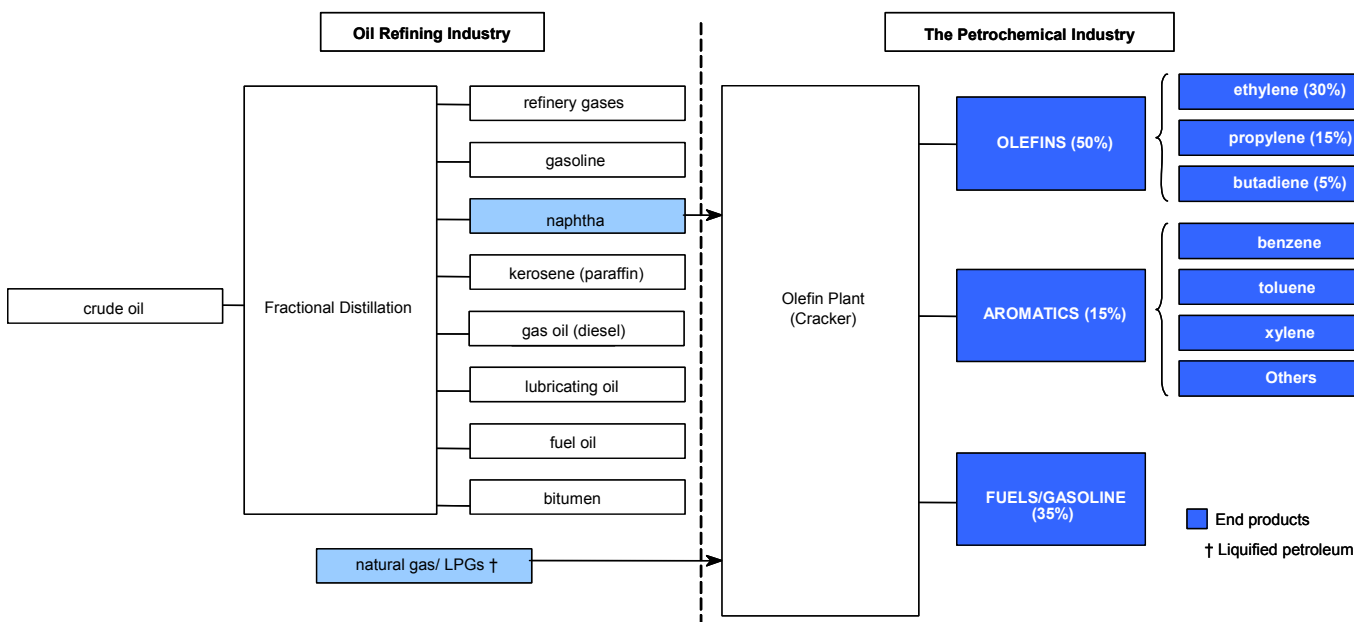 Oil Refining Industry
The Petrochemical Industry
crude oil
Fractional Distillation
refinery gases
gasoline
naphtha
kerosene (paraffin)
gas oil (diesel)
lubricating oil
fuel oil
bitumen
natural gas/ LPGs †
Olefin Plant
(Cracker)
OLEFINS (50%)
ethylene (30%)
propylene (15%)
butadiene (5%)
AROMATICS (15%)
benzene
toluene
xylene
Others
FUELS/GASOLINE
(35%)
End products
† Liquified petroleum